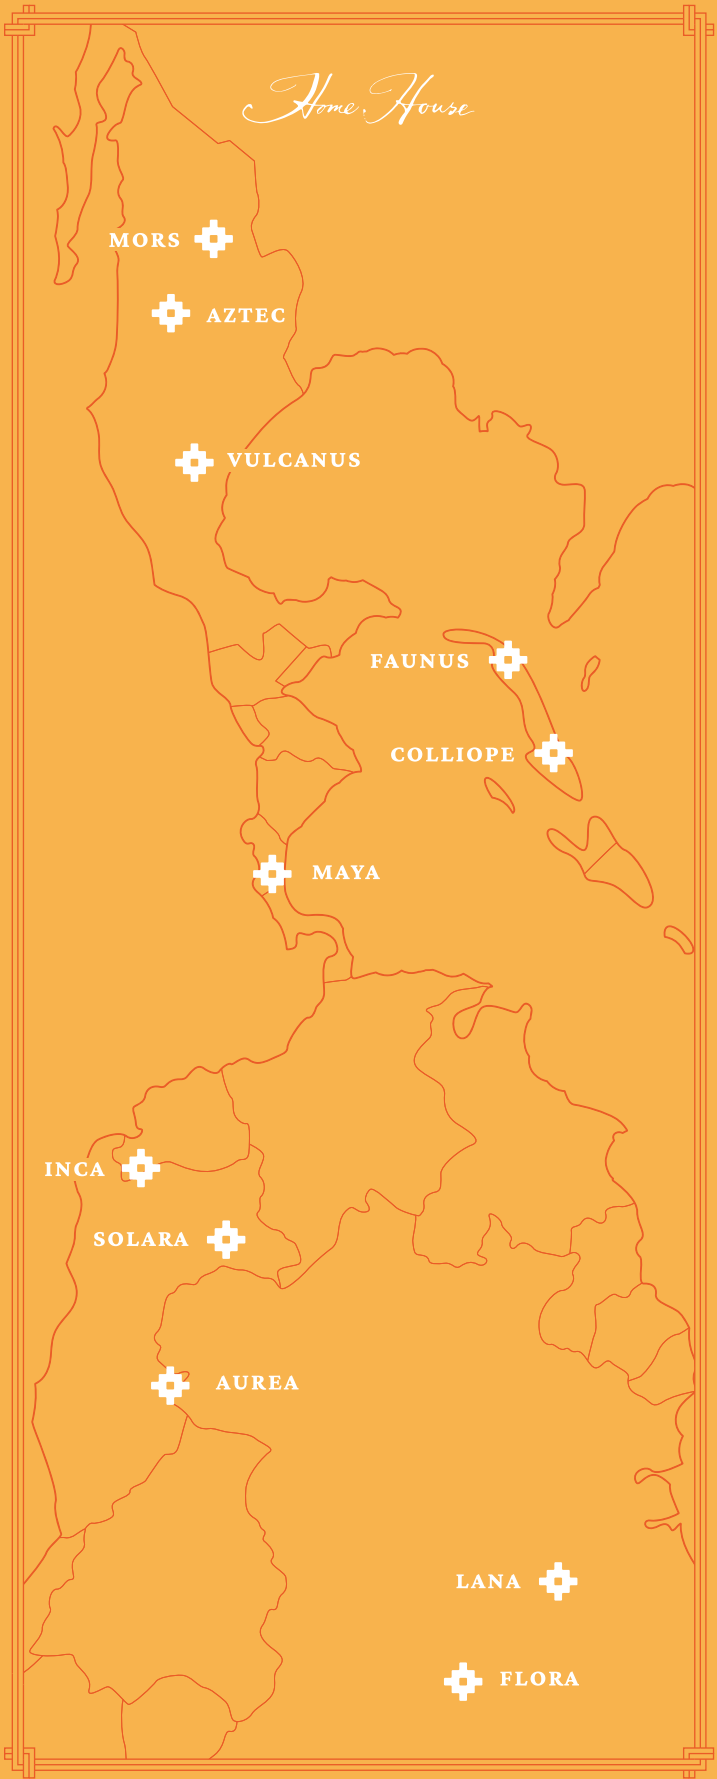 Home. House
MORS
AZTEC
VULCANUS
FAUNUS
COLLIOPE
MAYA
INCA
SOLARA
AUREA
LANA
FLORA